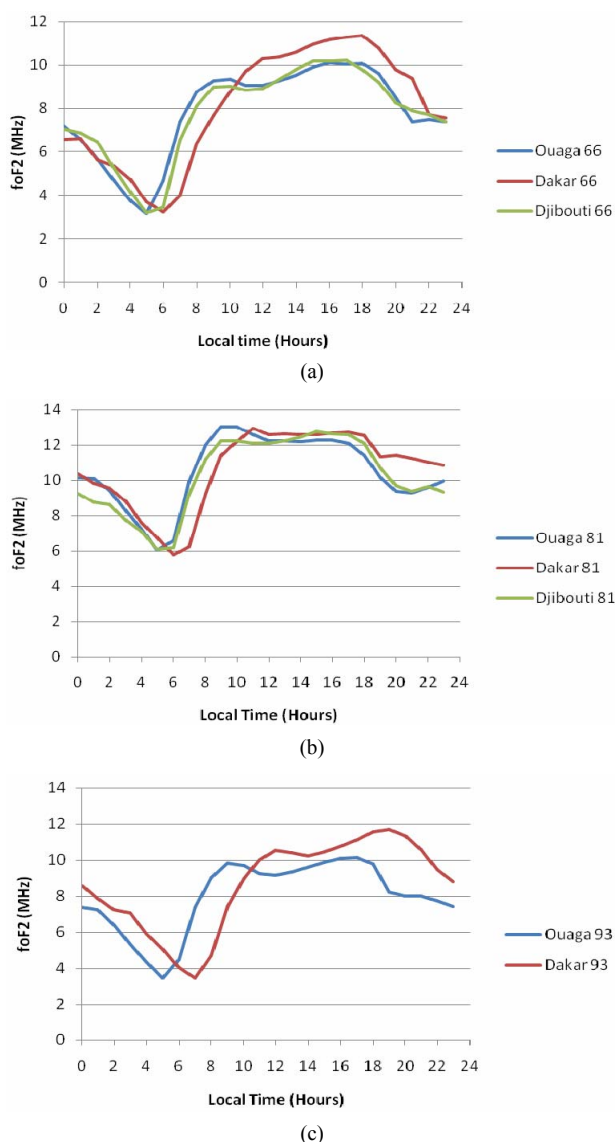 12
10
8
6
4
2
0
foF2 (MHz)
0 2 4 6 8 10 12 14 16 18 20 22 24
Local time (Hours)
Ouaga 66
Dakar 66
Djibouti 66
(a)
14
12
10
8
6
4
2
0
foF2 (MHz)
0 2 4 6 8 10 12 14 16 18 20 22 24
Local Time (Hours)
Ouaga 81
Dakar 81
Djibouti 81
(b)
14
12
10
8
6
4
2
0
foF2 (MHz)
0 2 4 6 8 10 12 14 16 18 20 22 24
Local Time (Hours)
Ouaga 93
Dakar 93
(c)